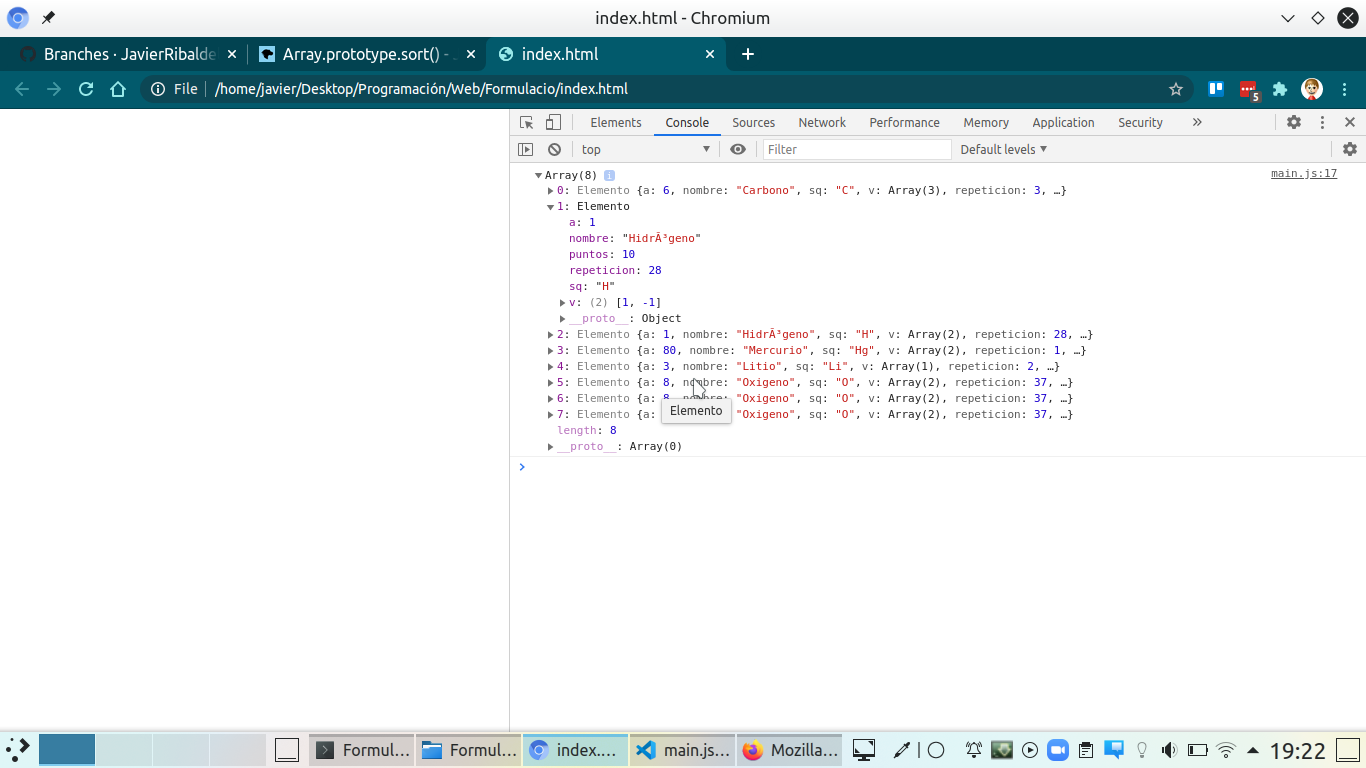 index.html - Chromium
Branches · JavierRibalde
Array.prototype.sort() -
index.html
File
/home/javier/Desktop/Programación/Web/Formulacio/index.html
5
Elements Console Sources Network Performance Memory Application Security »
top Filter Default levels
Array(8) i main.js:17
0: Elemento {a: 6, nombre: "Carbono", sq: "C", v: Array(3), repeticion: 3, …}
1: Elemento
a: 1
nombre: "HidrÃ³geno"
puntos: 10
repeticion: 28
sq: "H"
v: (2) [1, -1]
__proto__: Object
2: Elemento {a: 1, nombre: "HidrÃ³geno", sq: "H", v: Array(2), repeticion: 28, …}
3: Elemento {a: 80, nombre: "Mercurio", sq: "Hg", v: Array(2), repeticion: 1, …}
4: Elemento {a: 3, nombre: "Litio", sq: "Li", v: Array(1), repeticion: 2, …}
5: Elemento {a: 8, nombre: "Oxigeno", sq: "O", v: Array(2), repeticion: 37, …}
6: Elemento {a: 8, nombre: "Oxigeno", sq: "O", v: Array(2), repeticion: 37, …}
7: Elemento {a: "Oxigeno", sq: "O", v: Array(2), repeticion: 37, …}
Elemento
length: 8
__proto__: Array(0)
Formul…
Formul…
index.…
main.js…
Mozilla…
19:22